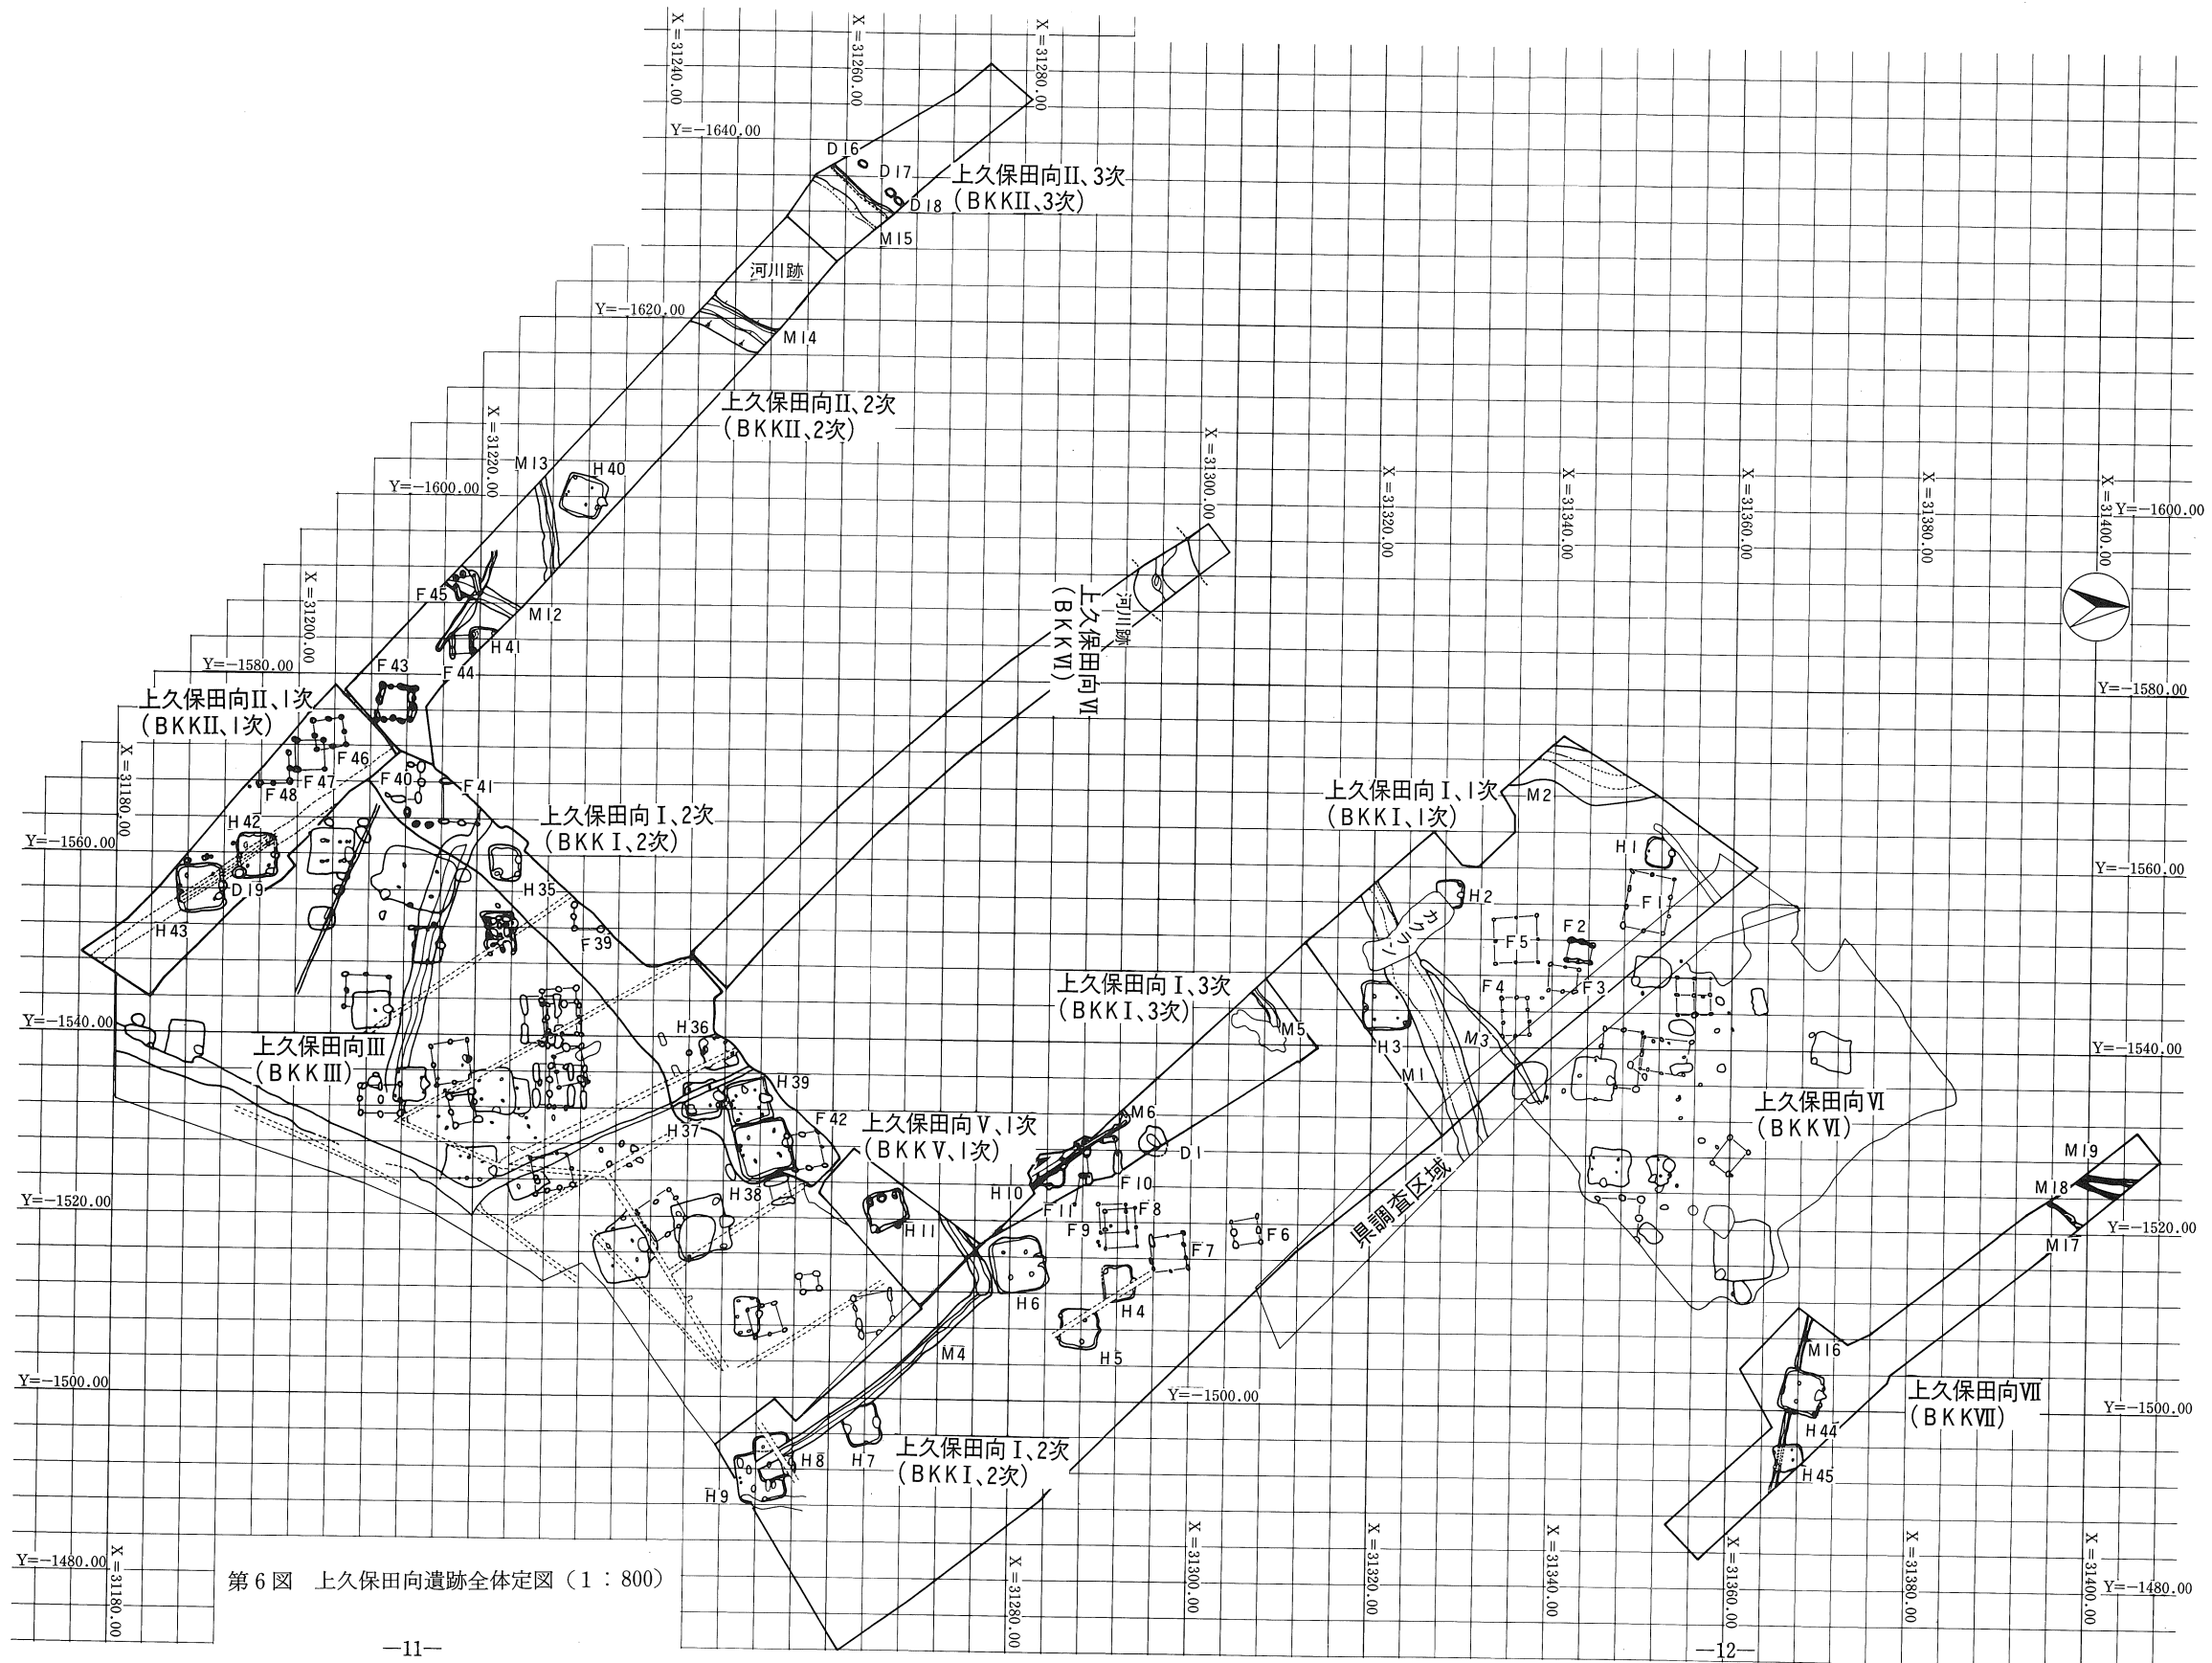 X=31240.00
X=31260.00
X=31280.00
Y=−1640.00
D16
D17
D18
上久保田向II、3次
(BKKII、3次)
M15
河川跡
Y=−1620.00
M14
上久保田向II、2次
(BKKII、2次)
X=31220.00
M13
H40
Y=−1600.00
X=31300.00
X=31320.00
X=31340.00
X=31360.00
X=31380.00
X=31400.00
Y=−1600.00
F45
M12
H41
F44
X=31200.00
河川跡
上久保田向Ⅵ
(BKKⅥ)
Y=−1580.00
F43
Y=−1580.00
上久保田向II、1次
(BKKII、1次)
F46
F47
F48
F40
F41
X=31180.00
上久保田向Ⅰ、2次
(BKKⅠ、2次)
上久保田向Ⅰ、1次
(BKKⅠ、1次)
M2
Y=−1560.00
H42
H35
D19
H43
F39
H1
Y=−1560.00
H2
F1
カクラン
F5
F2
F4
F3
上久保田向Ⅰ、3次
(BKKⅠ、3次)
M5
Y=−1540.00
上久保田向Ⅲ
(BKKⅢ)
H36
H3
M3
M1
Y=−1540.00
H39
H37
F42
上久保田向Ⅴ、1次
(BKKⅤ、1次)
M6
D1
上久保田向Ⅵ
(BKKⅥ)
県調査区域
M19
M18
M17
Y=−1520.00
H38
H10
F10
F11
F9
F8
F7
F6
H11
Y=−1520.00
H6
H4
H5
M4
M16
Y=−1500.00
Y=−1500.00
上久保田向Ⅶ
(BKKⅦ)
Y=−1500.00
H44
H45
H8
H7
H9
上久保田向Ⅰ、2次
(BKKⅠ、2次)
X=31180.00
X=31280.00
X=31300.00
X=31320.00
X=31340.00
X=31360.00
X=31380.00
X=31400.00
Y=−1480.00
Y=−1480.00
第6図 上久保田向遺跡全体定図(1:800)
—11—
—12—